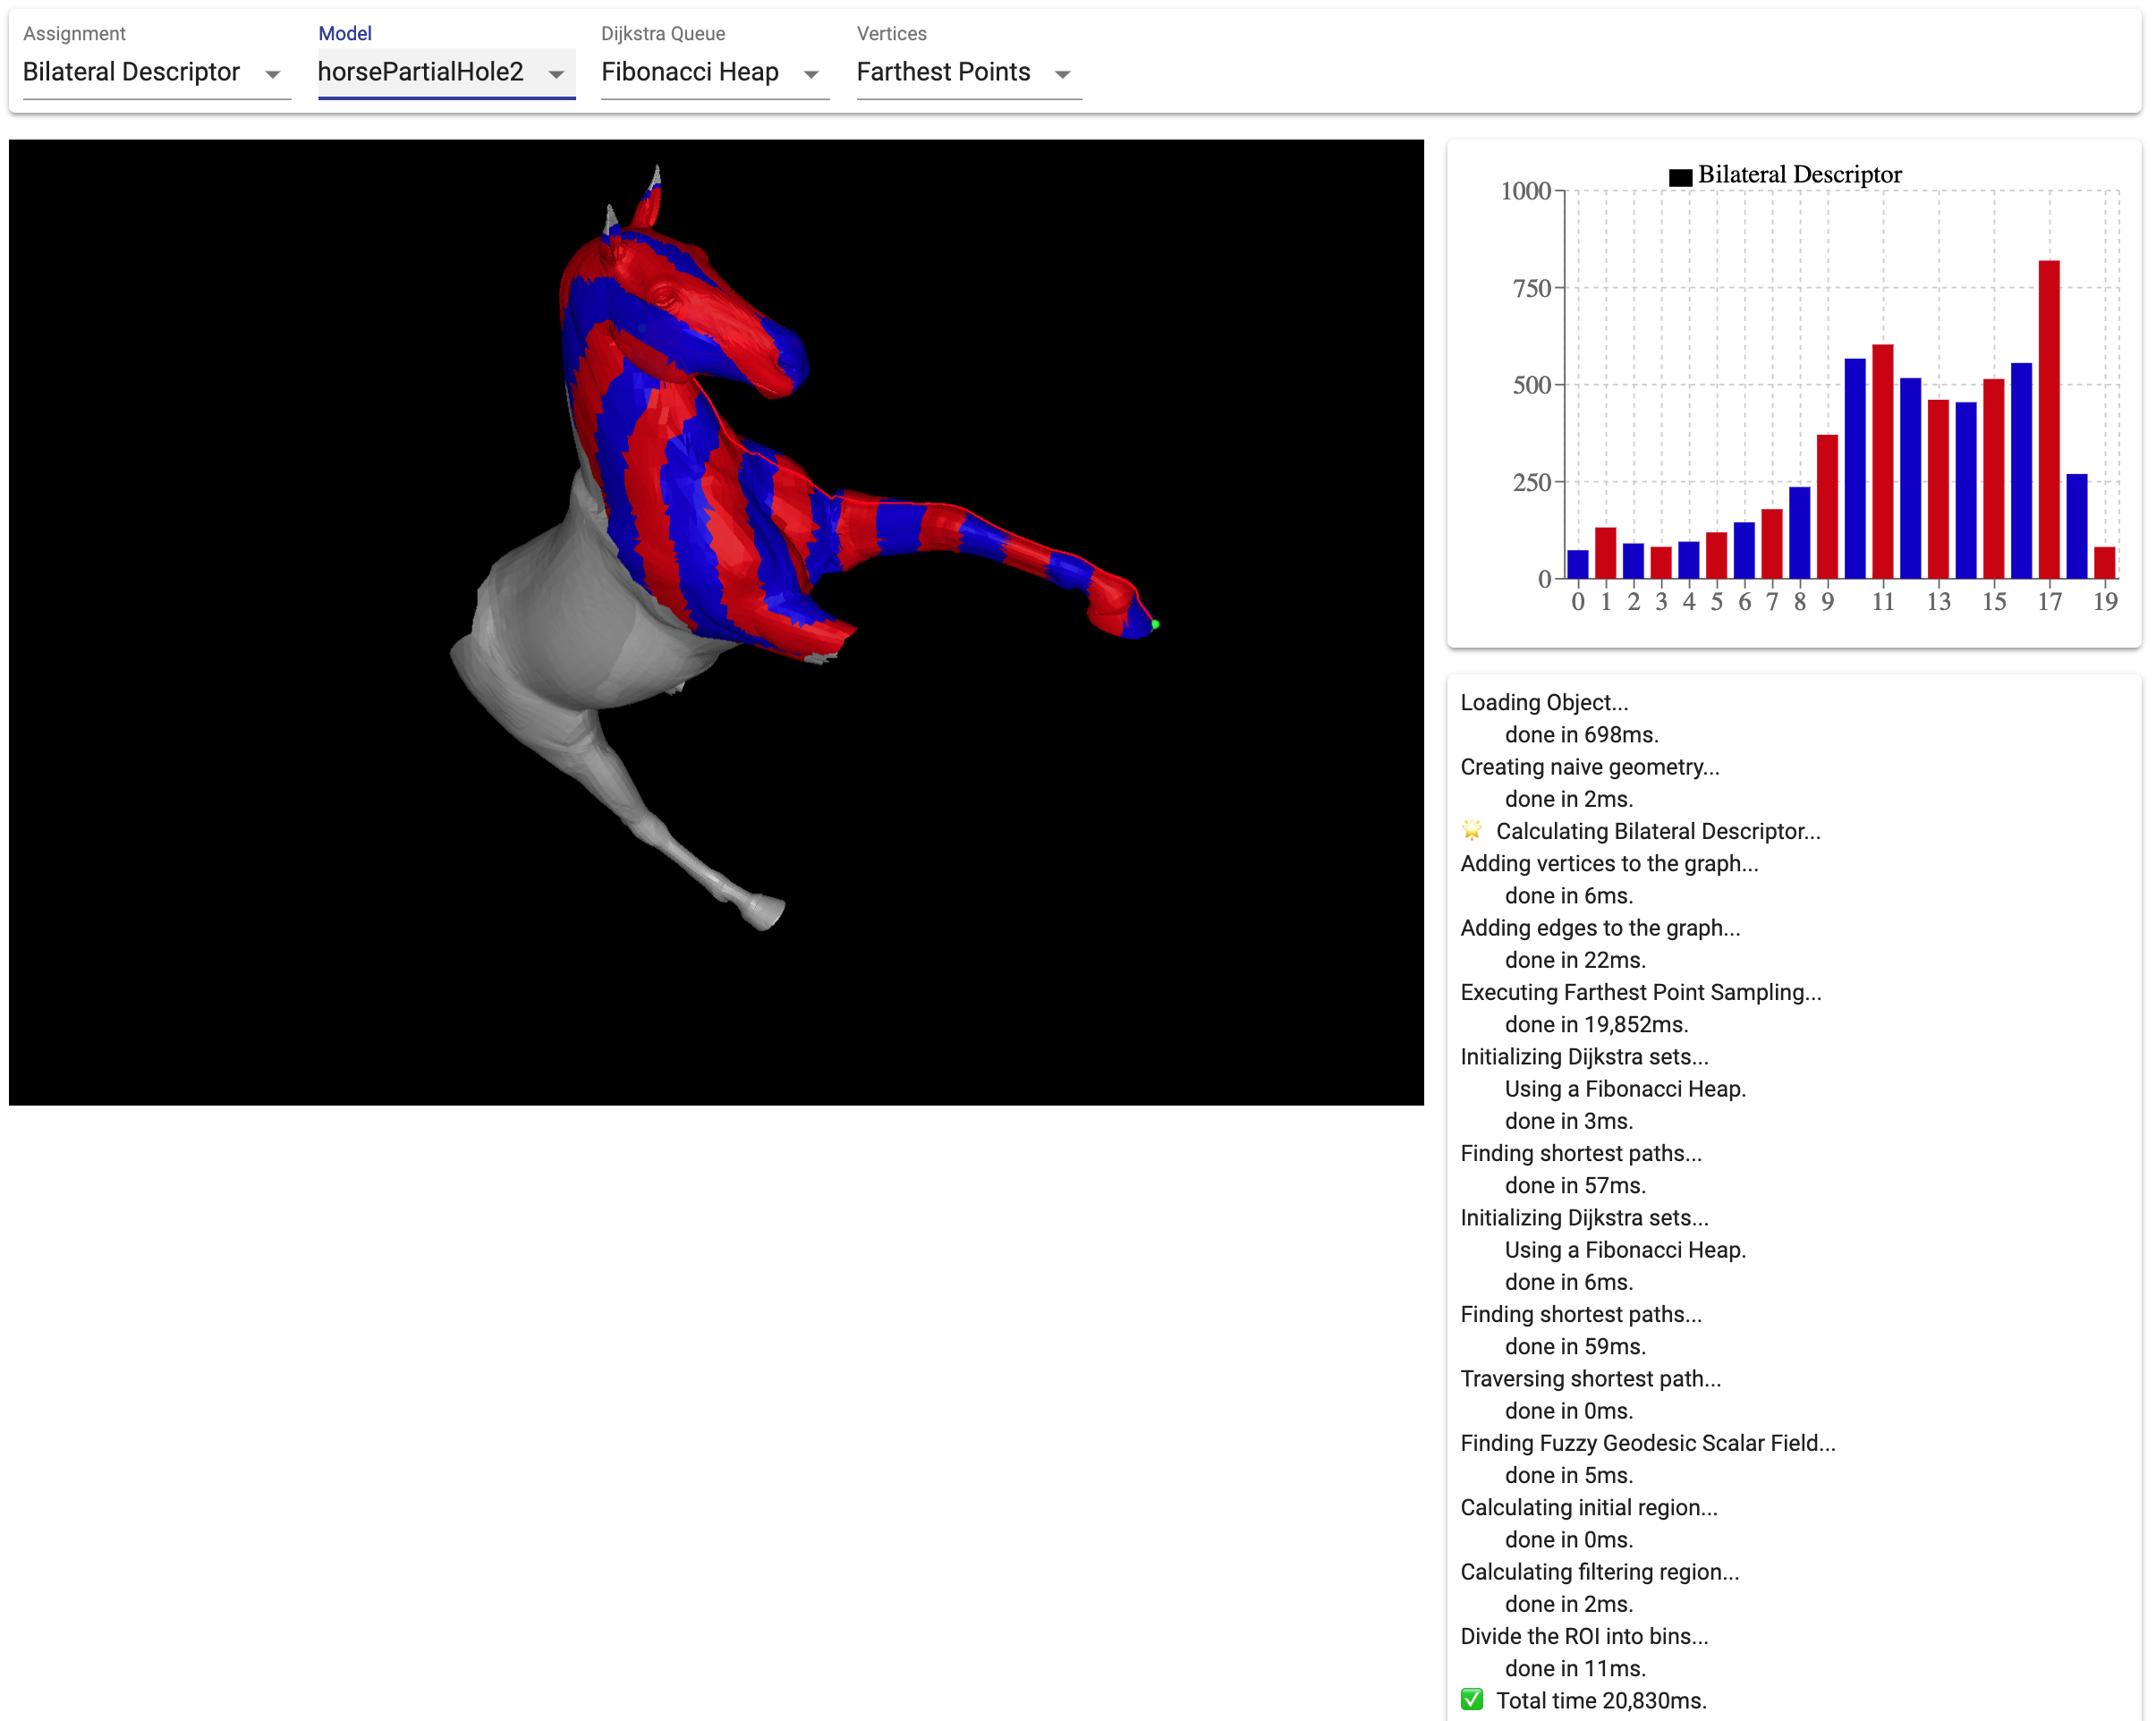 Assignment Model Dijkstra Queue Vertices
Bilateral Descriptor horsePartialHole2 Fibonacci Heap Farthest Points
Bilateral Descriptor
1000
750
500
250
0
0 1 2 3 4 5 6 7 8 9 11 13 15 17 19
Loading Object...
done in 698ms.
Creating naive geometry...
done in 2ms.
🌟 Calculating Bilateral Descriptor...
Adding vertices to the graph...
done in 6ms.
Adding edges to the graph...
done in 22ms.
Executing Farthest Point Sampling...
done in 19,852ms.
Initializing Dijkstra sets...
Using a Fibonacci Heap.
done in 3ms.
Finding shortest paths...
done in 57ms.
Initializing Dijkstra sets...
Using a Fibonacci Heap.
done in 6ms.
Finding shortest paths...
done in 59ms.
Traversing shortest path...
done in 0ms.
Finding Fuzzy Geodesic Scalar Field...
done in 5ms.
Calculating initial region...
done in 0ms.
Calculating filtering region...
done in 2ms.
Divide the ROI into bins...
done in 11ms.
✅ Total time 20,830ms.